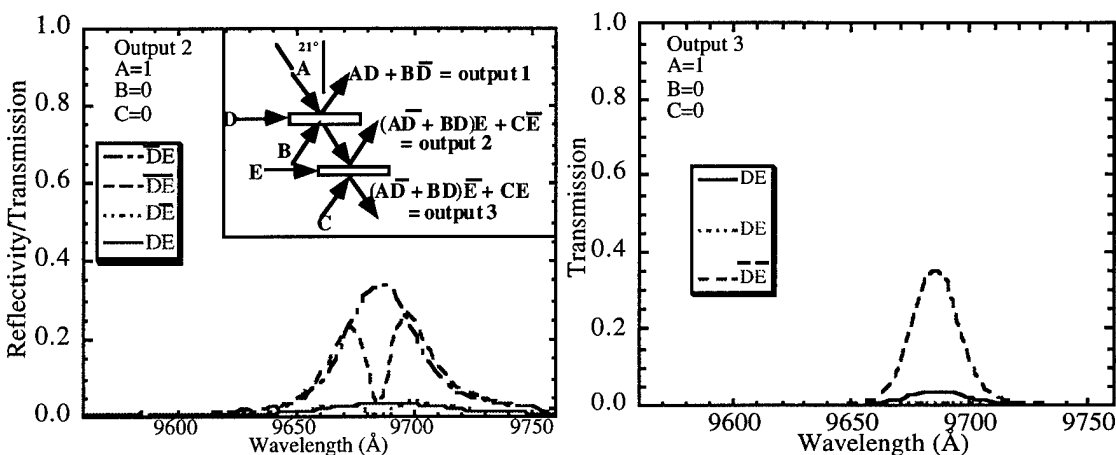 Output 2
A=1
B=0
C=0
D̅E
D̅E̅
DE̅
DE
21°
A
AD + BD̅ = output 1
D
B
(AD̅ + BD)E + CE̅
= output 2
E
(AD̅ + BD)E̅ + CE
= output 3
C
Reflectivity/Transmission
1.0
0.8
0.6
0.4
0.2
0.0
9600
9650
9700
9750
Wavelength (Å)
Output 3
A=1
B=0
C=0
DE
DE
D̅E̅
Transmission
1.0
0.8
0.6
0.4
0.2
0.0
9600
9650
9700
9750
Wavelength (Å)